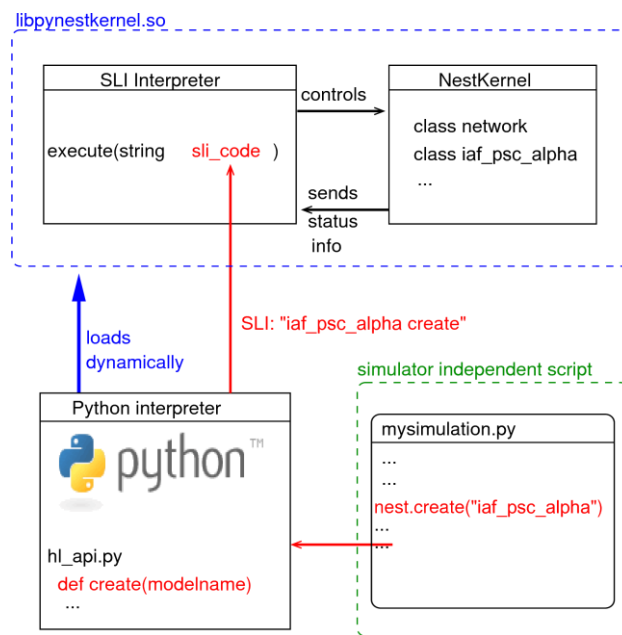 libpynestkernel.so
SLI Interpreter
execute(string sli_code )
controls
sends
status
info
NestKernel
class network
class iaf_psc_alpha
...
loads
dynamically
SLI: "iaf_psc_alpha create"
simulator independent script
Python interpreter
python™
hl_api.py
def create(modelname)
...
mysimulation.py
...
...
nest.create("iaf_psc_alpha")
...
...